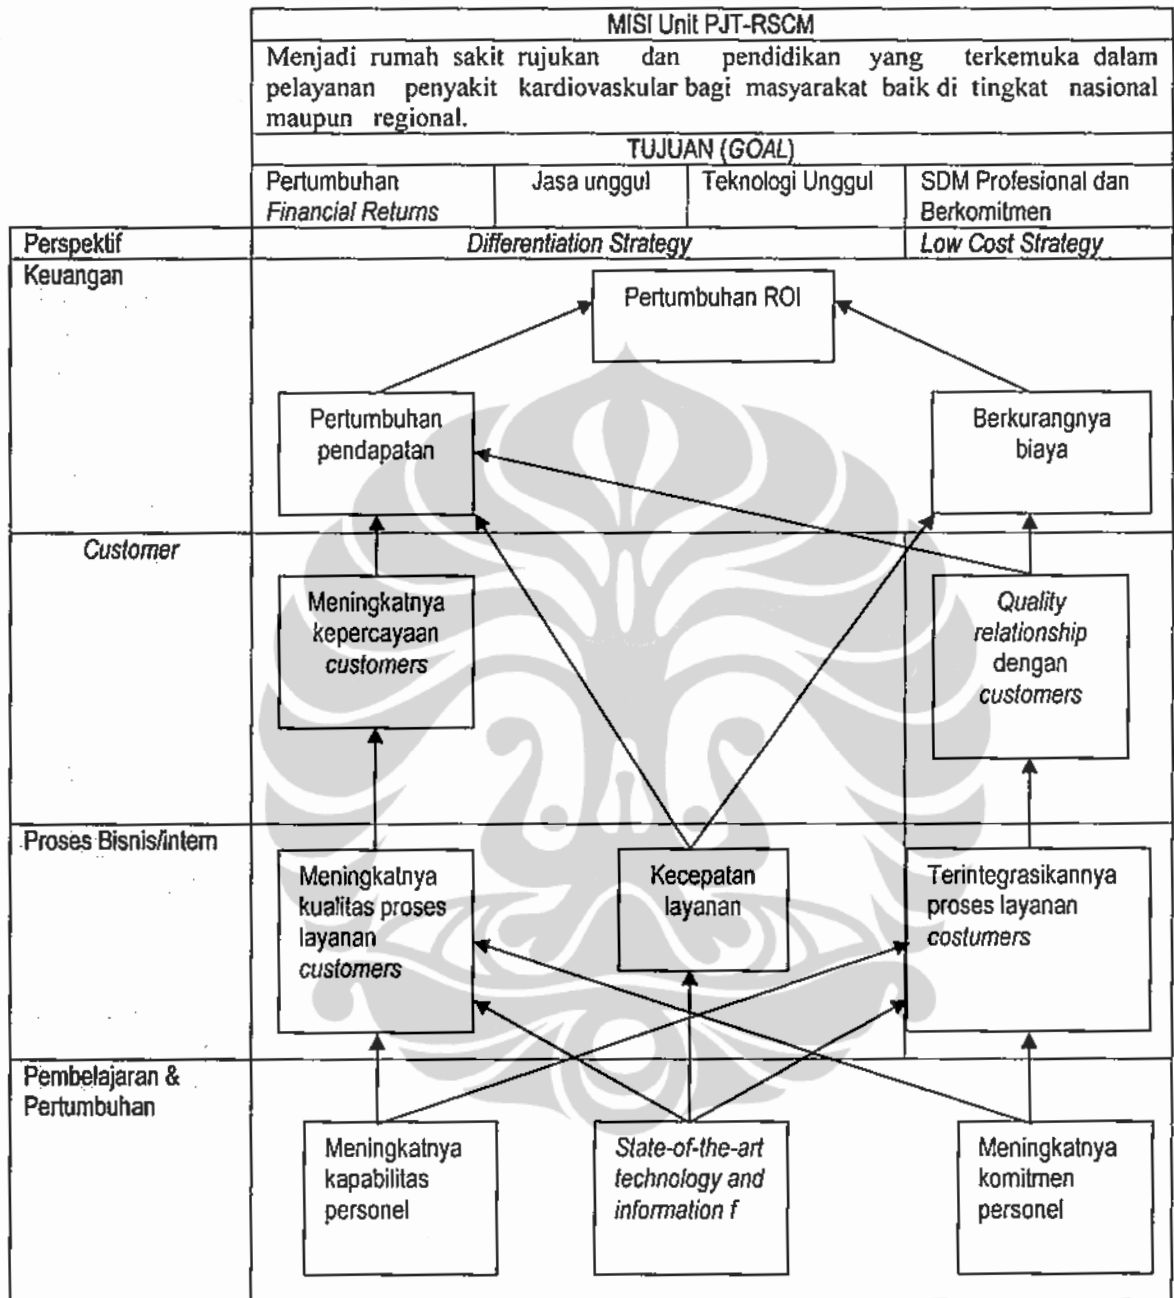 MISI Unit PJT-RSCM
Menjadi rumah sakit rujukan dan pendidikan yang terkemuka dalam
pelayanan penyakit kardiovaskular bagi masyarakat baik di tingkat nasional
maupun regional.
TUJUAN (GOAL)
Pertumbuhan
Financial Returns
Jasa unggul
Teknologi Unggul
SDM Profesional dan
Berkomitmen
Perspektif
Differentiation Strategy
Low Cost Strategy
Keuangan
Pertumbuhan ROI
Pertumbuhan
pendapatan
Berkurangnya
biaya
Customer
Meningkatnya
kepercayaan
customers
Quality
relationship
dengan
customers
Proses Bisnis/intern
Meningkatnya
kualitas proses
layanan
customers
Kecepatan
layanan
Terintegrasikannya
proses layanan
costumers
Pembelajaran &
Pertumbuhan
Meningkatnya
kapabilitas
personel
State-of-the-art
technology and
information f
Meningkatnya
komitmen
personel